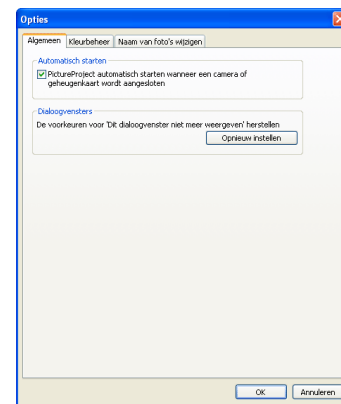 Opties
Algemeen Kleurbeheer Naam van foto's wijzigen
Automatisch starten
PictureProject automatisch starten wanneer een camera of
geheugenkaart wordt aangesloten
Dialoogvensters
De voorkeuren voor 'Dit dialoogvenster niet meer weergeven' herstellen
Opnieuw instellen
OK Annuleren